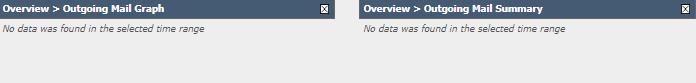 Overview > Outgoing Mail Graph
No data was found in the selected time range
Overview > Outgoing Mail Summary
No data was found in the selected time range